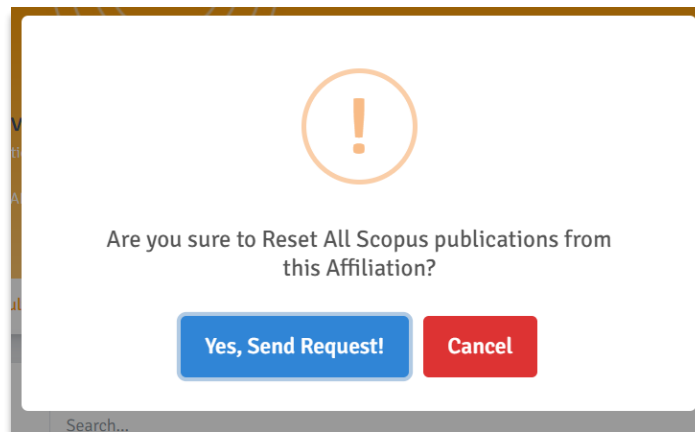 !
Are you sure to Reset All Scopus publications from
this Affiliation?
Yes, Send Request!
Cancel
Search...